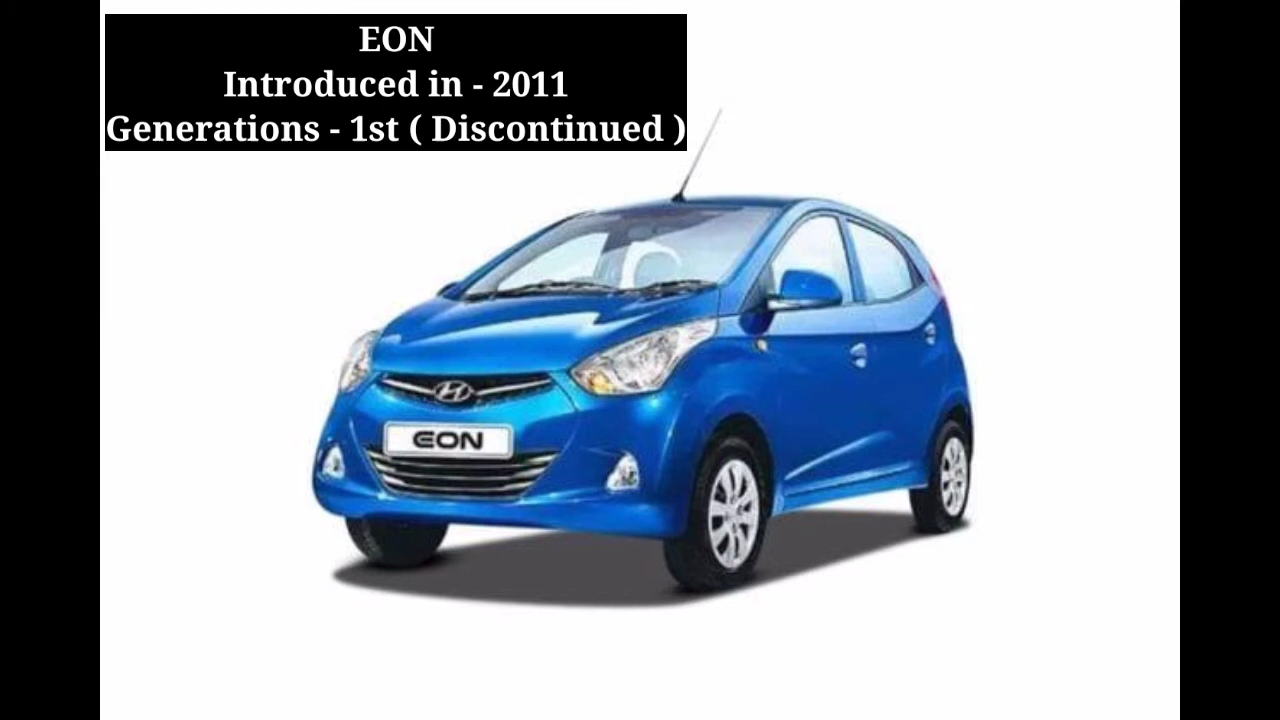 EON
Introduced in - 2011
Generations - 1st ( Discontinued )
EON